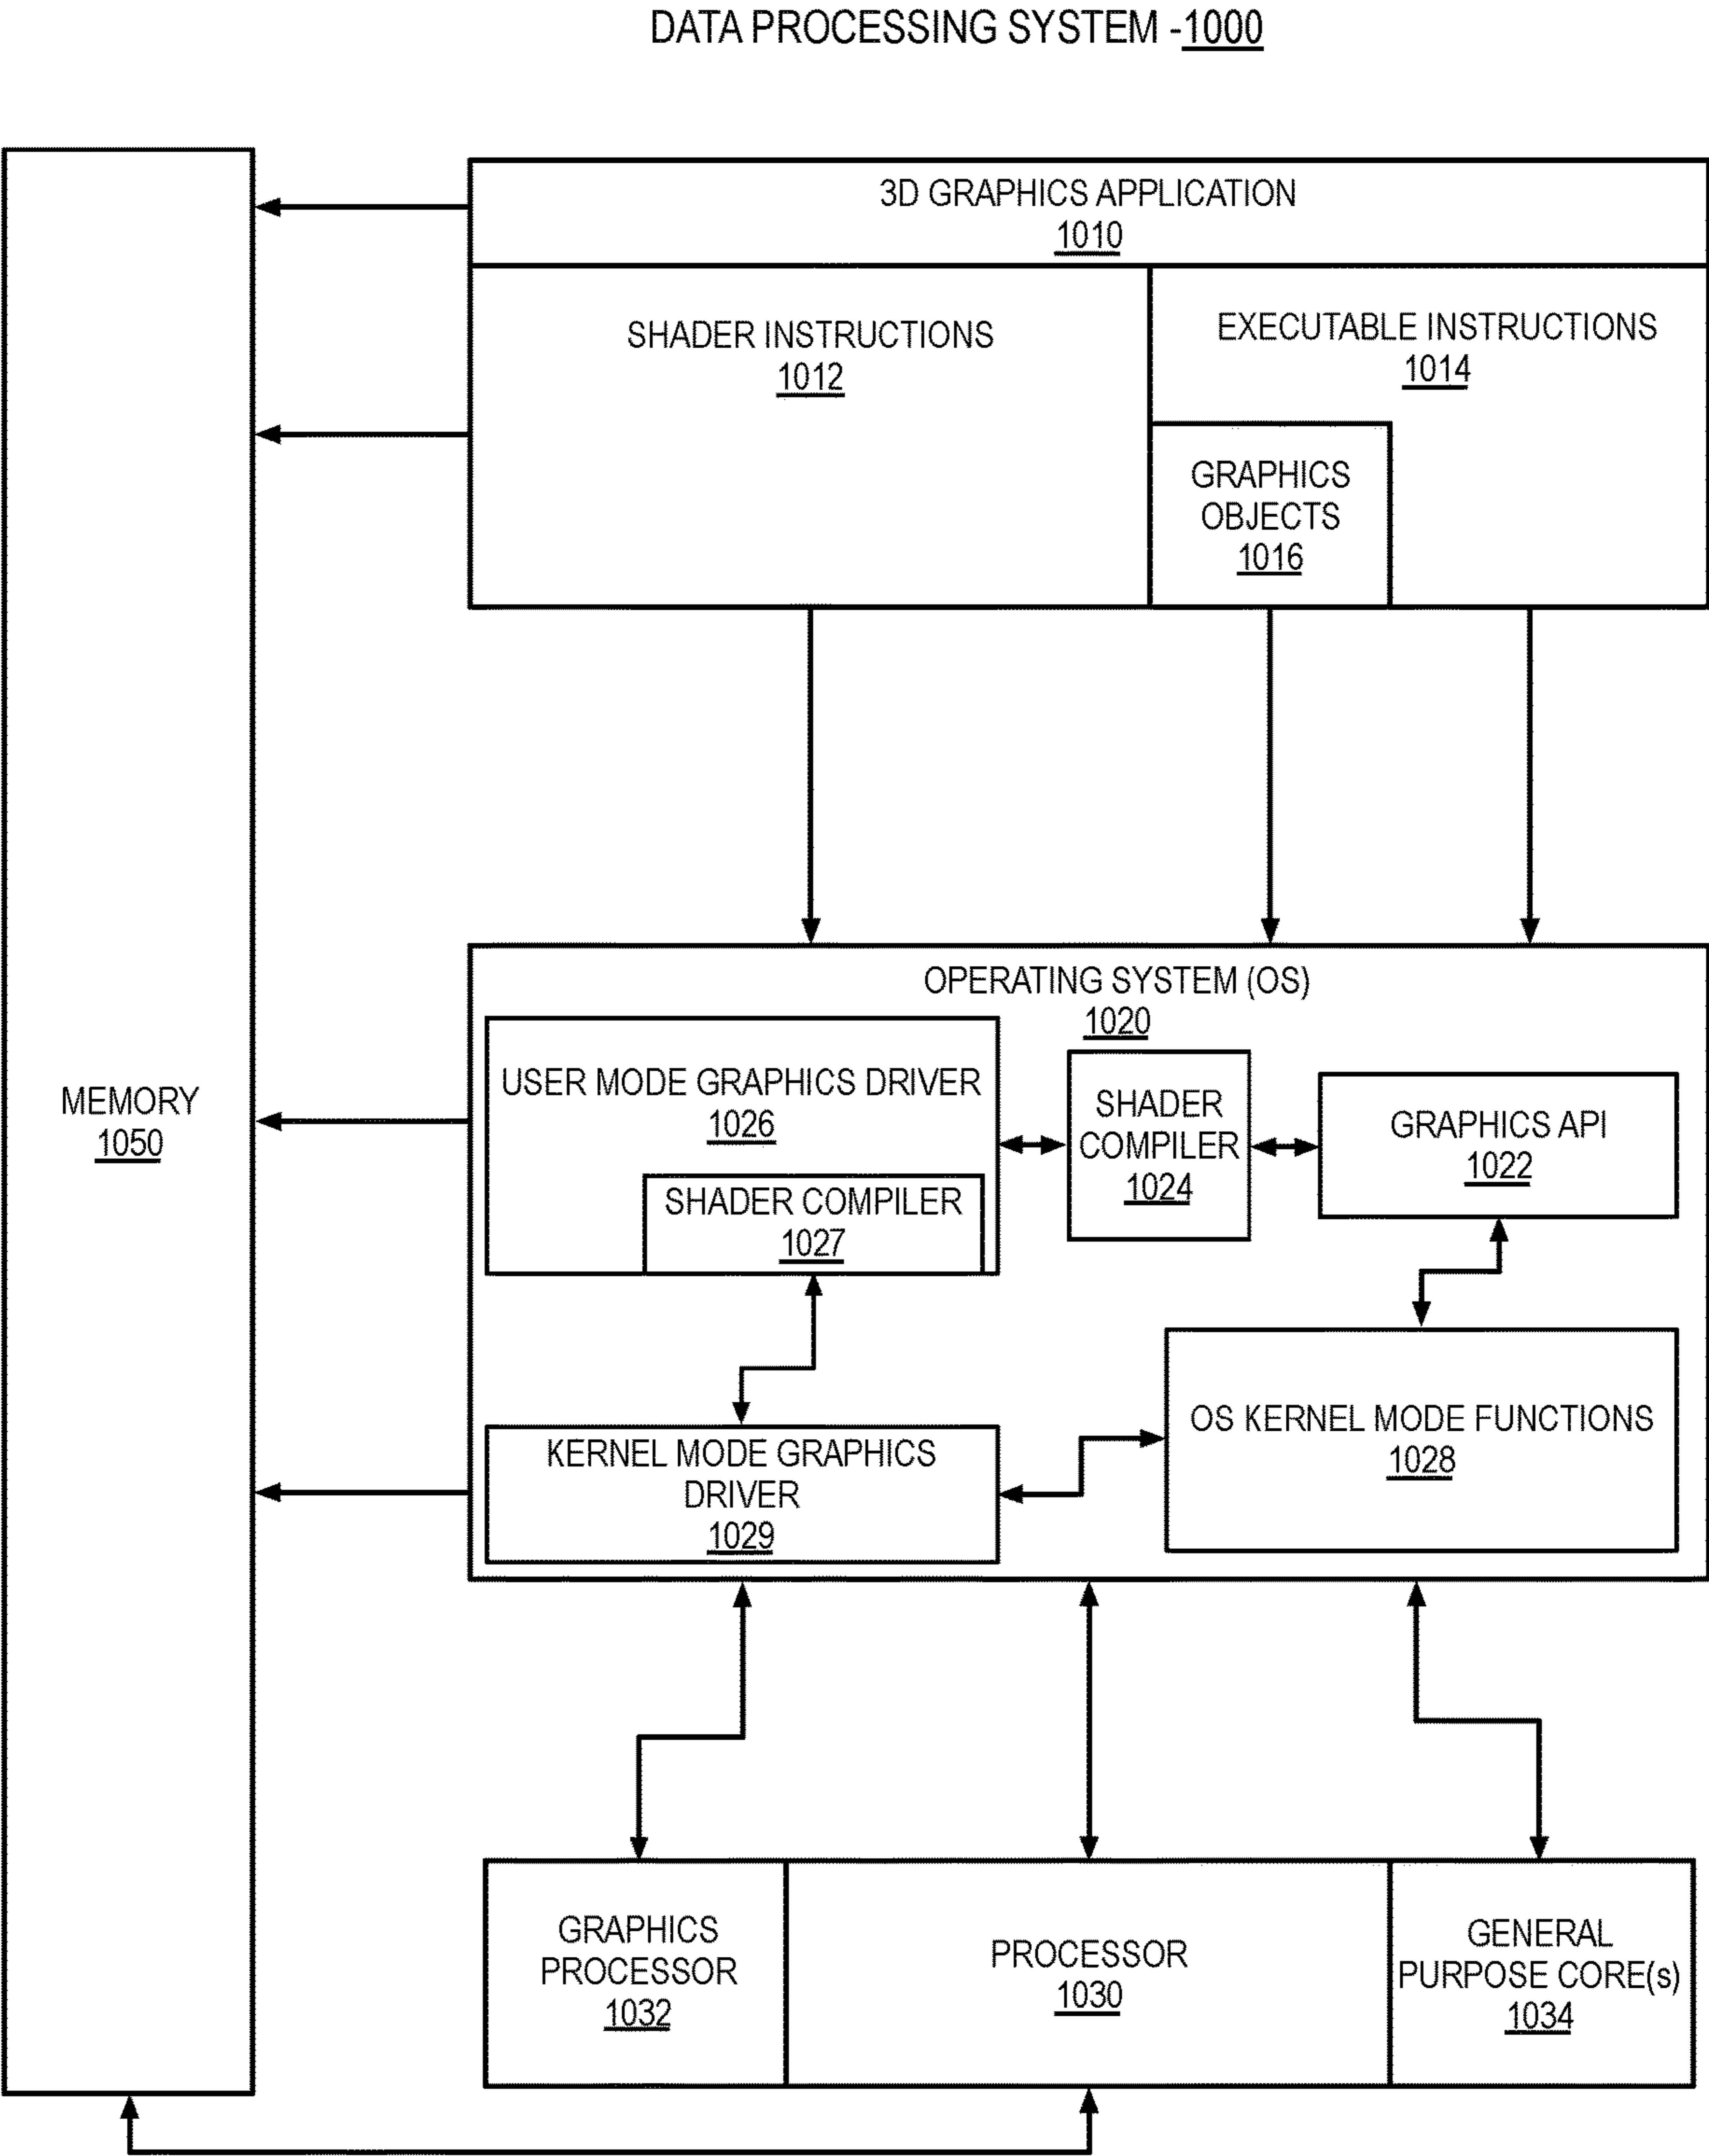 DATA PROCESSING SYSTEM -1000
3D GRAPHICS APPLICATION
1010
SHADER INSTRUCTIONS
1012
EXECUTABLE INSTRUCTIONS
1014
GRAPHICS
OBJECTS
1016
MEMORY
1050
OPERATING SYSTEM (OS)
1020
USER MODE GRAPHICS DRIVER
1026
SHADER COMPILER
1027
SHADER
COMPILER
1024
GRAPHICS API
1022
KERNEL MODE GRAPHICS
DRIVER
1029
OS KERNEL MODE FUNCTIONS
1028
GRAPHICS
PROCESSOR
1032
PROCESSOR
1030
GENERAL
PURPOSE CORE(s)
1034